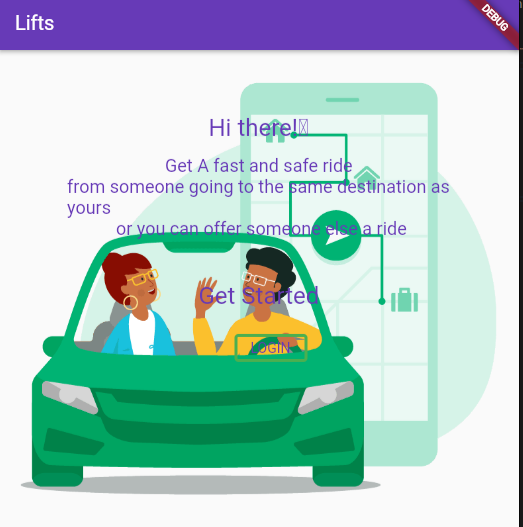 Lifts
DEBUG
Hi there!
Get A fast and safe ride
from someone going to the same destination as
yours
or you can offer someone else a ride
Get Started
LOGIN